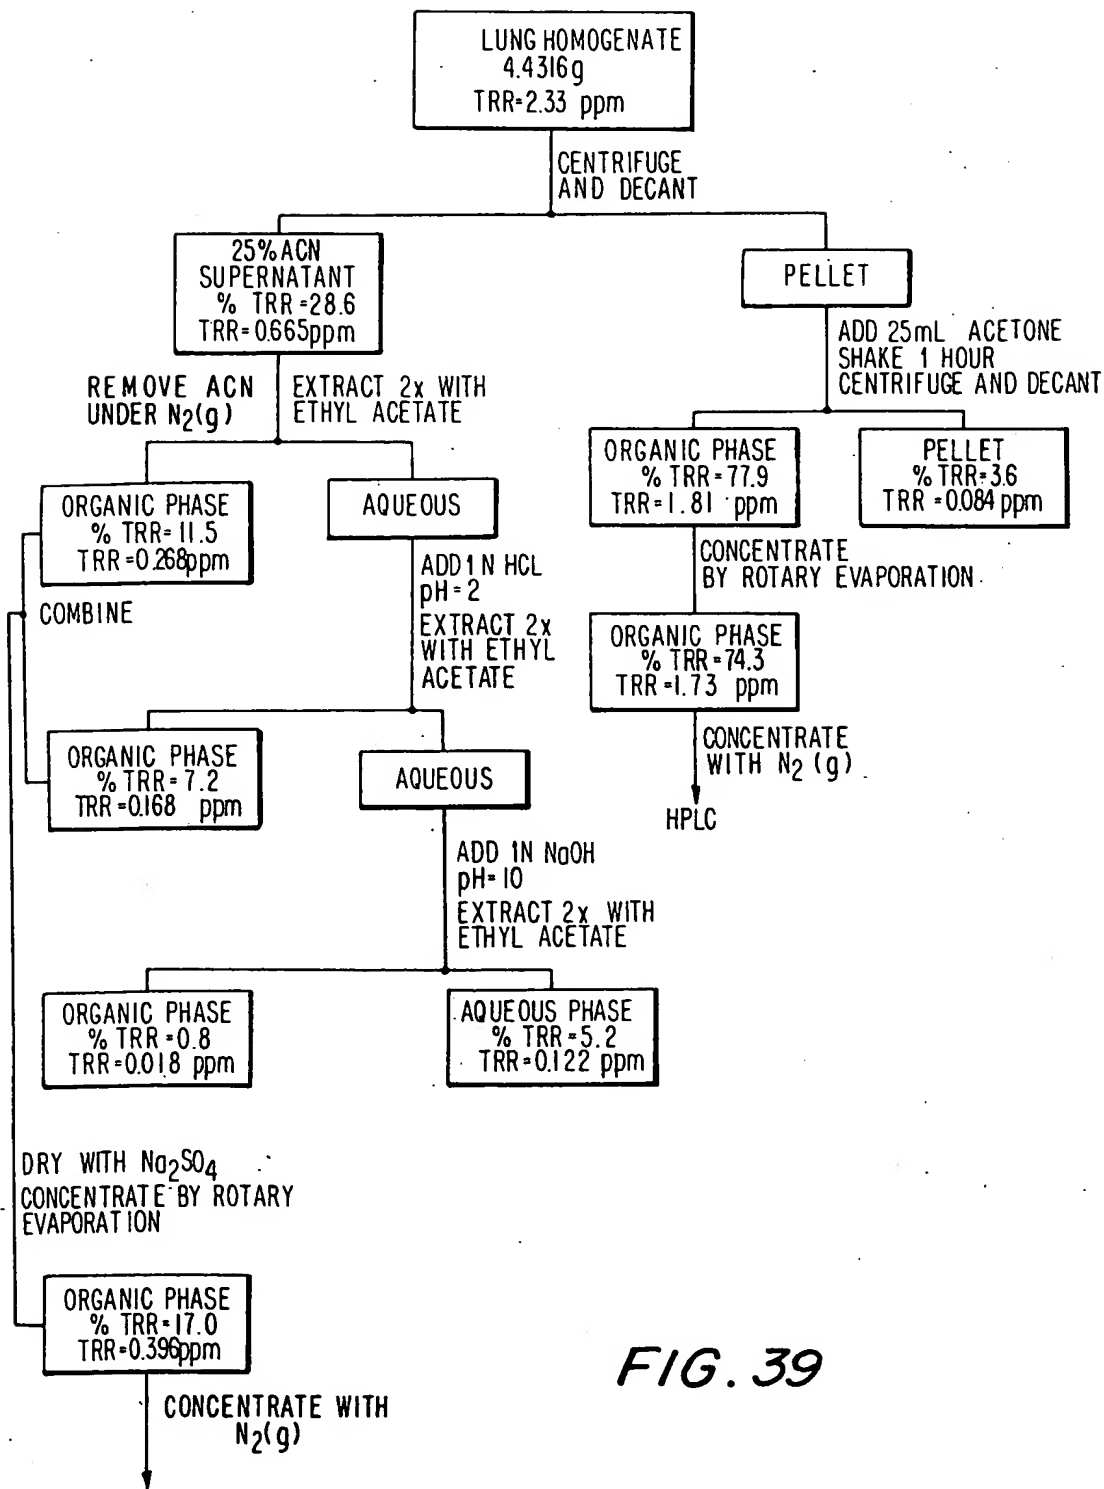 LUNG HOMOGENATE
4.4316g
TRR=2.33 ppm
CENTRIFUGE
AND DECANT
25% ACN
SUPERNATANT
% TRR=28.6
TRR=0.665ppm
PELLET
ADD 25mL ACETONE
SHAKE 1 HOUR
CENTRIFUGE AND DECANT
REMOVE ACN
UNDER N2(g)
EXTRACT 2x WITH
ETHYL ACETATE
ORGANIC PHASE
% TRR=11.5
TRR=0.268ppm
AQUEOUS
ORGANIC PHASE
% TRR=77.9
TRR=1.81 ppm
PELLET
% TRR=3.6
TRR=0.084 ppm
COMBINE
ADD 1 N HCL
pH=2
EXTRACT 2x
WITH ETHYL
ACETATE
CONCENTRATE
BY ROTARY EVAPORATION
ORGANIC PHASE
% TRR=74.3
TRR=1.73 ppm
CONCENTRATE
WITH N2 (g)
HPLC
ORGANIC PHASE
% TRR=7.2
TRR=0.168 ppm
AQUEOUS
ADD 1N NaOH
pH=10
EXTRACT 2x WITH
ETHYL ACETATE
ORGANIC PHASE
% TRR=0.8
TRR=0.018 ppm
AQUEOUS PHASE
% TRR=5.2
TRR=0.122 ppm
DRY WITH Na2SO4
CONCENTRATE BY ROTARY
EVAPORATION
ORGANIC PHASE
% TRR=17.0
TRR=0.396ppm
CONCENTRATE WITH
N2(g)
FIG. 39